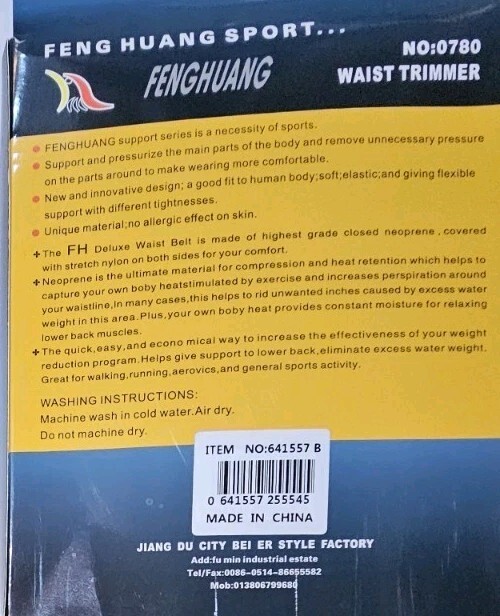 FENG HUANG SPORT...
NO:0780
FENGHUANG
WAIST TRIMMER
FENGHUANG support series is a necessity of sports.
Support and pressurize the main parts of the body and remove unnecessary pressure
on the parts around to make wearing more comfortable.
New and innovative design; a good fit to human body;soft;elastic;and giving flexible
support with different tightnesses.
Unique material;no allergic effect on skin.
+The FH Deluxe Waist Belt is made of highest grade closed neoprene,covered
with stretch nylon on both sides for your comfort.
+Neoprene is the ultimate material for compression and heat retention which helps to
capture your own boby heatstimulated by exercise and increases perspiration around
your waistline,In many cases,this helps to rid unwanted inches caused by excess water
weight in this area.Plus,your own boby heat provides constant moisture for relaxing
lower back muscles.
+The quick,easy,and econo mical way to increase the effectiveness of your weight
reduction program.Helps give support to lower back,eliminate excess water weight.
Great for walking,running,aerovics,and general sports activity.
WASHING INSTRUCTIONS:
Machine wash in cold water.Air dry.
Do not machine dry.
ITEM NO:641557 B
0 641557 255545
MADE IN CHINA
JIANG DU CITY BEI ER STYLE FACTORY
Add:fu min industrial estate
Tel/Fax:0086-0514-86655582
Mob:013806799680